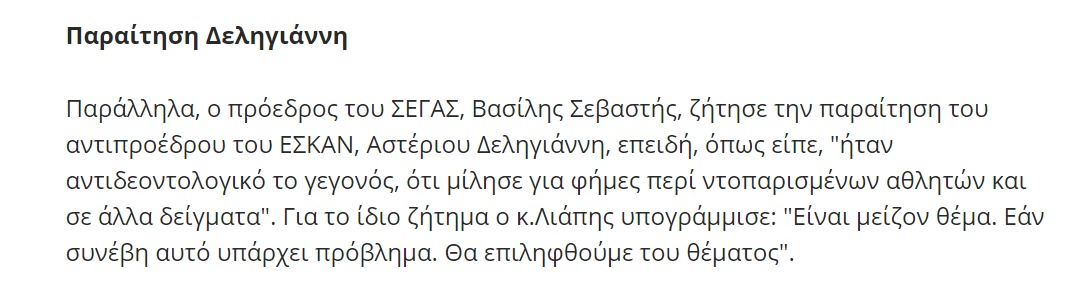 Παραίτηση Δεληγιάννη
Παράλληλα, ο πρόεδρος του ΣΕΓΑΣ, Βασίλης Σεβαστής, ζήτησε την παραίτηση του
αντιπροέδρου του ΕΣΚΑΝ, Αστέριου Δεληγιάννη, επειδή, όπως είπε, "ήταν
αντιδεοντολογικό το γεγονός, ότι μίλησε για φήμες περί ντοπαρισμένων αθλητών και
σε άλλα δείγματα". Για το ίδιο ζήτημα ο κ.Λιάπης υπογράμμισε: "Είναι μείζον θέμα. Εάν
συνέβη αυτό υπάρχει πρόβλημα. Θα επιληφθούμε του θέματος".